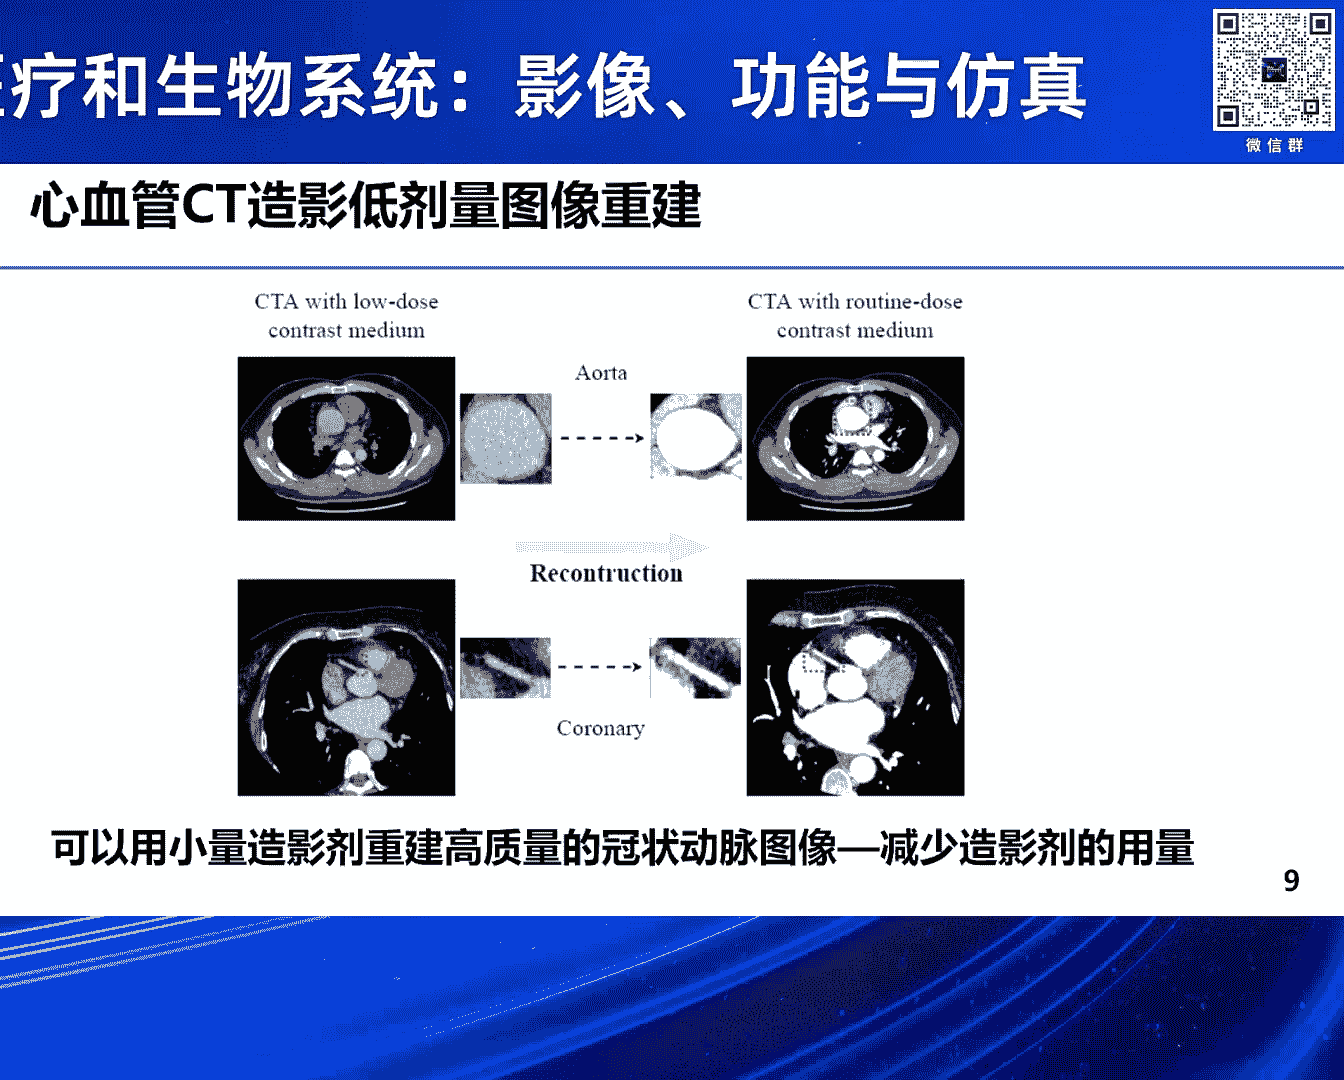 疗和生物系统：影像、功能与仿真
微信群
心血管CT造影低剂量图像重建
CTA with low-dose
contrast medium
CTA with routine-dose
contrast medium
Aorta
Recontruction
Coronary
可以用小量造影剂重建高质量的冠状动脉图像—减少造影剂的用量
9